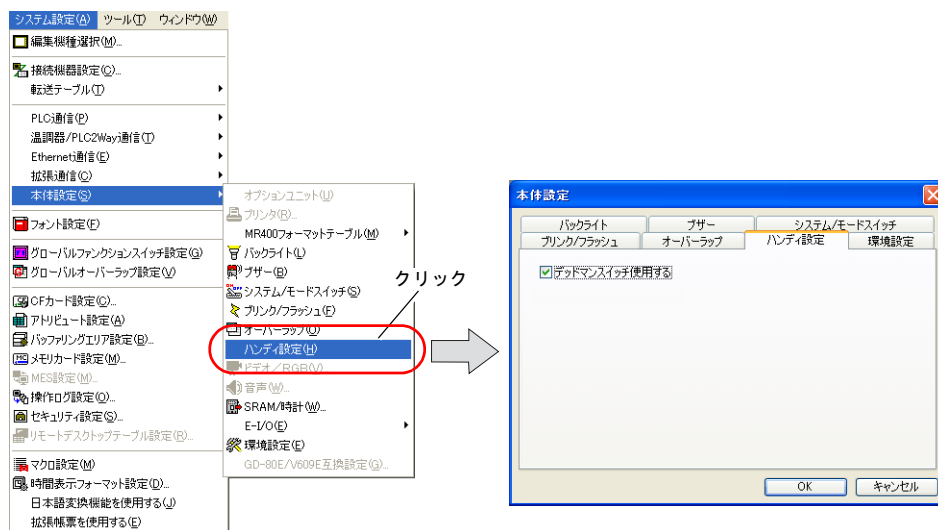 システム設定(A) ツール(T) ウィンドウ(W)
編集機種選択(M)...
接続機器設定(C)...
転送テーブル(T)
PLC通信(P)
温調器/PLC2Way通信(T)
Ethernet通信(E)
拡張通信(C)
本体設定(S)
フォント設定(F)
グローバルファンクションスイッチ設定(G)
グローバルオーバーラップ設定(V)
CFカード設定(C)...
アトリビュート設定(A)
バッファリングエリア設定(B)...
メモリカード設定(M)...
MES設定(M)...
操作ログ設定(O)...
セキュリティ設定(S)...
リモートデスクトップテーブル設定(R)...
マクロ設定(M)
時間表示フォーマット設定(D)...
日本語変換機能を使用する(J)
拡張帳票を使用する(E)
オプションユニット(U)
プリンタ(R)...
MR400フォーマットテーブル(M)
バックライト(L)
ブザー(B)
システム/モードスイッチ(S)
ブリンク/フラッシュ(F)
オーバーラップ(O)
ハンディ設定(H)
ビデオ/RGB(V)
音声(W)...
SRAM/時計(W)...
E-I/O(E)
環境設定(E)
GD-80E/V609E互換設定(G)...
クリック
本体設定
バックライト ブザー システム/モードスイッチ
ブリンク/フラッシュ オーバーラップ ハンディ設定 環境設定
デッドマンスイッチ使用する
OK キャンセル